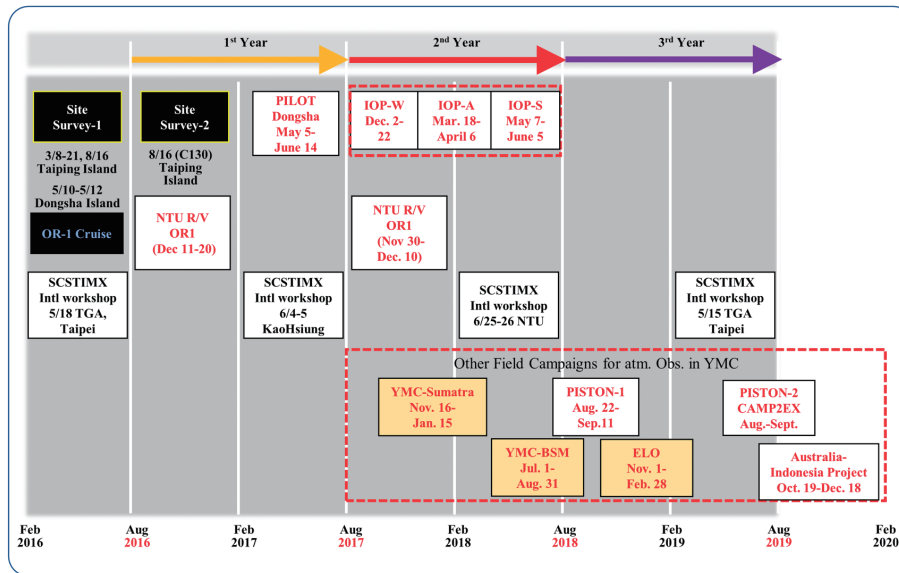 1st Year
2nd Year
3rd Year
Site
Survey-1
3/8-21, 8/16
Taiping Island
5/10-5/12
Dongsha Island
OR-1 Cruise
Site
Survey-2
8/16 (C130)
Taiping
Island
NTU R/V
OR1
(Dec 11-20)
PILOT
Dongsha
May 5-
June 14
IOP-W
Dec. 2-
22
IOP-A
Mar. 18-
April 6
IOP-S
May 7-
June 5
NTU R/V
OR1
(Nov 30-
Dec. 10)
SCSTIMX
Intl workshop
5/18 TGA,
Taipei
SCSTIMX
Intl workshop
6/4-5
KaoHsiung
SCSTIMX
Intl workshop
6/25-26 NTU
SCSTIMX
Intl workshop
5/15 TGA
Taipei
Other Field Campaigns for atm. Obs. in YMC
YMC-Sumatra
Nov. 16-
Jan. 15
PISTON-1
Aug. 22-
Sep.11
PISTON-2
CAMP2EX
Aug.-Sept.
YMC-BSM
Jul. 1-
Aug. 31
ELO
Nov. 1-
Feb. 28
Australia-
Indonesia Project
Oct. 19-Dec. 18
Feb
2016
Aug
2016
Feb
2017
Aug
2017
Feb
2018
Aug
2018
Feb
2019
Aug
2019
Feb
2020